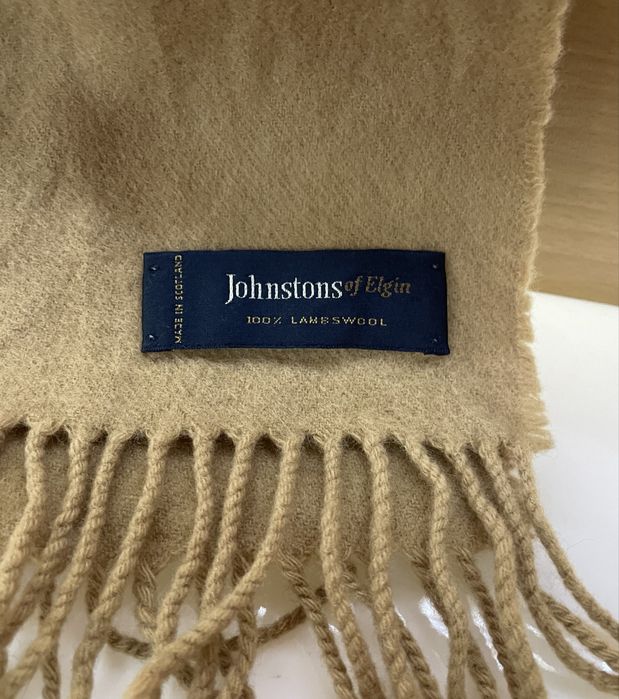 MADE IN SCOTLAND
Johnstons of Elgin
100% LAMBSWOOL